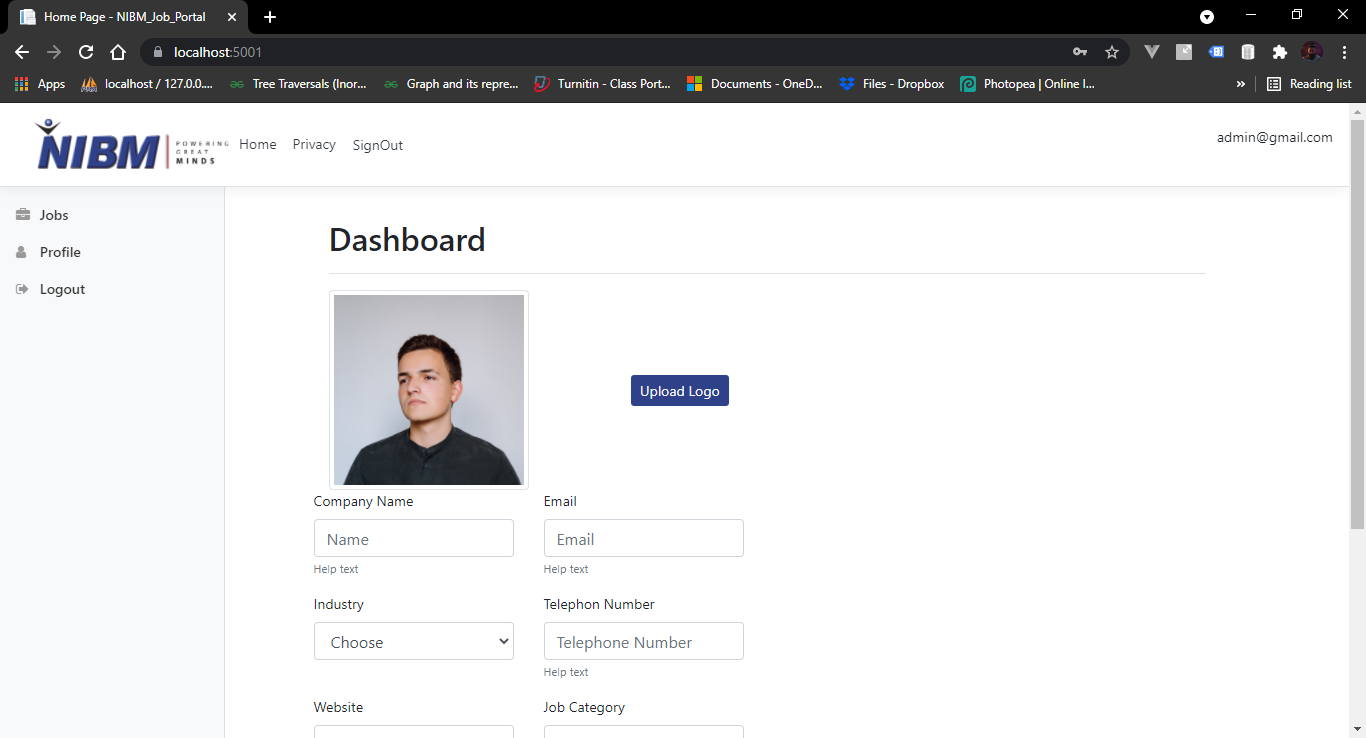 Home Page - NIBM_Job_Portal
localhost:5001
Apps
localhost / 127.0.0....
Tree Traversals (Inor...
Graph and its repre...
Turnitin - Class Port...
Documents - OneD...
Files - Dropbox
Photopea | Online I...
»
Reading list
NIBM
POWERING
GREAT
MINDS
Home
Privacy
SignOut
admin@gmail.com
Jobs
Profile
Logout
Dashboard
Upload Logo
Company Name
Email
Name
Email
Help text
Help text
Industry
Telephon Number
Choose
Telephone Number
Help text
Website
Job Category